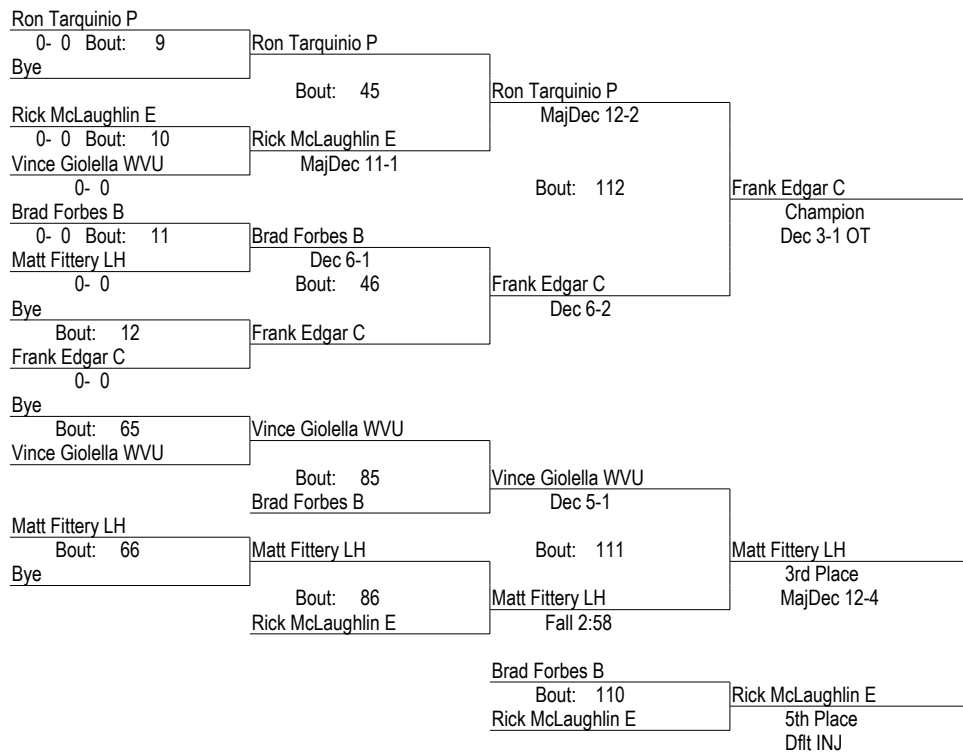 Ron Tarquinio P
0- 0 Bout: 9
Bye
Ron Tarquinio P
Bout: 45
Rick McLaughlin E
0- 0 Bout: 10
Vince Giolella WVU
0- 0
Rick McLaughlin E
MajDec 11-1
Ron Tarquinio P
MajDec 12-2
Bout: 112
Brad Forbes B
0- 0 Bout: 11
Matt Fittery LH
0- 0
Brad Forbes B
Dec 6-1
Bout: 46
Bye
Bout: 12
Frank Edgar C
0- 0
Frank Edgar C
Frank Edgar C
Dec 6-2
Frank Edgar C
Champion
Dec 3-1 OT
Bye
Bout: 65
Vince Giolella WVU
Vince Giolella WVU
Bout: 85
Brad Forbes B
Vince Giolella WVU
Dec 5-1
Bout: 111
Matt Fittery LH
Bout: 66
Bye
Matt Fittery LH
Bout: 86
Rick McLaughlin E
Matt Fittery LH
Fall 2:58
Matt Fittery LH
3rd Place
MajDec 12-4
Brad Forbes B
Bout: 110
Rick McLaughlin E
Rick McLaughlin E
5th Place
Dflt INJ